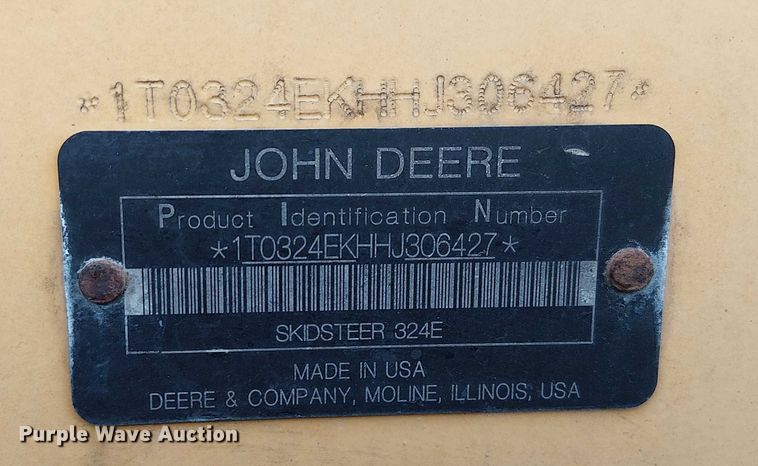 *1T0324EKHHJ306427*
JOHN DEERE
Product Identification Number
*1T0324EKHHJ306427*
SKIDSTEER 324E
MADE IN USA
DEERE & COMPANY, MOLINE, ILLINOIS, USA
Purple Wave Auction